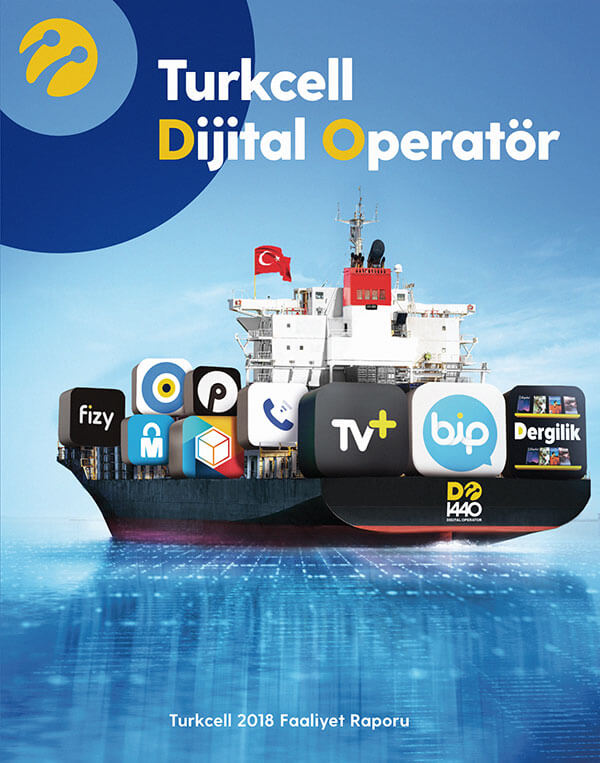 Turkcell
Dijital Operatör
fizy
P
M
TV+
bip
Dergilik
DO
1440
DIGITAL OPERATOR
Turkcell 2018 Faaliyet Raporu